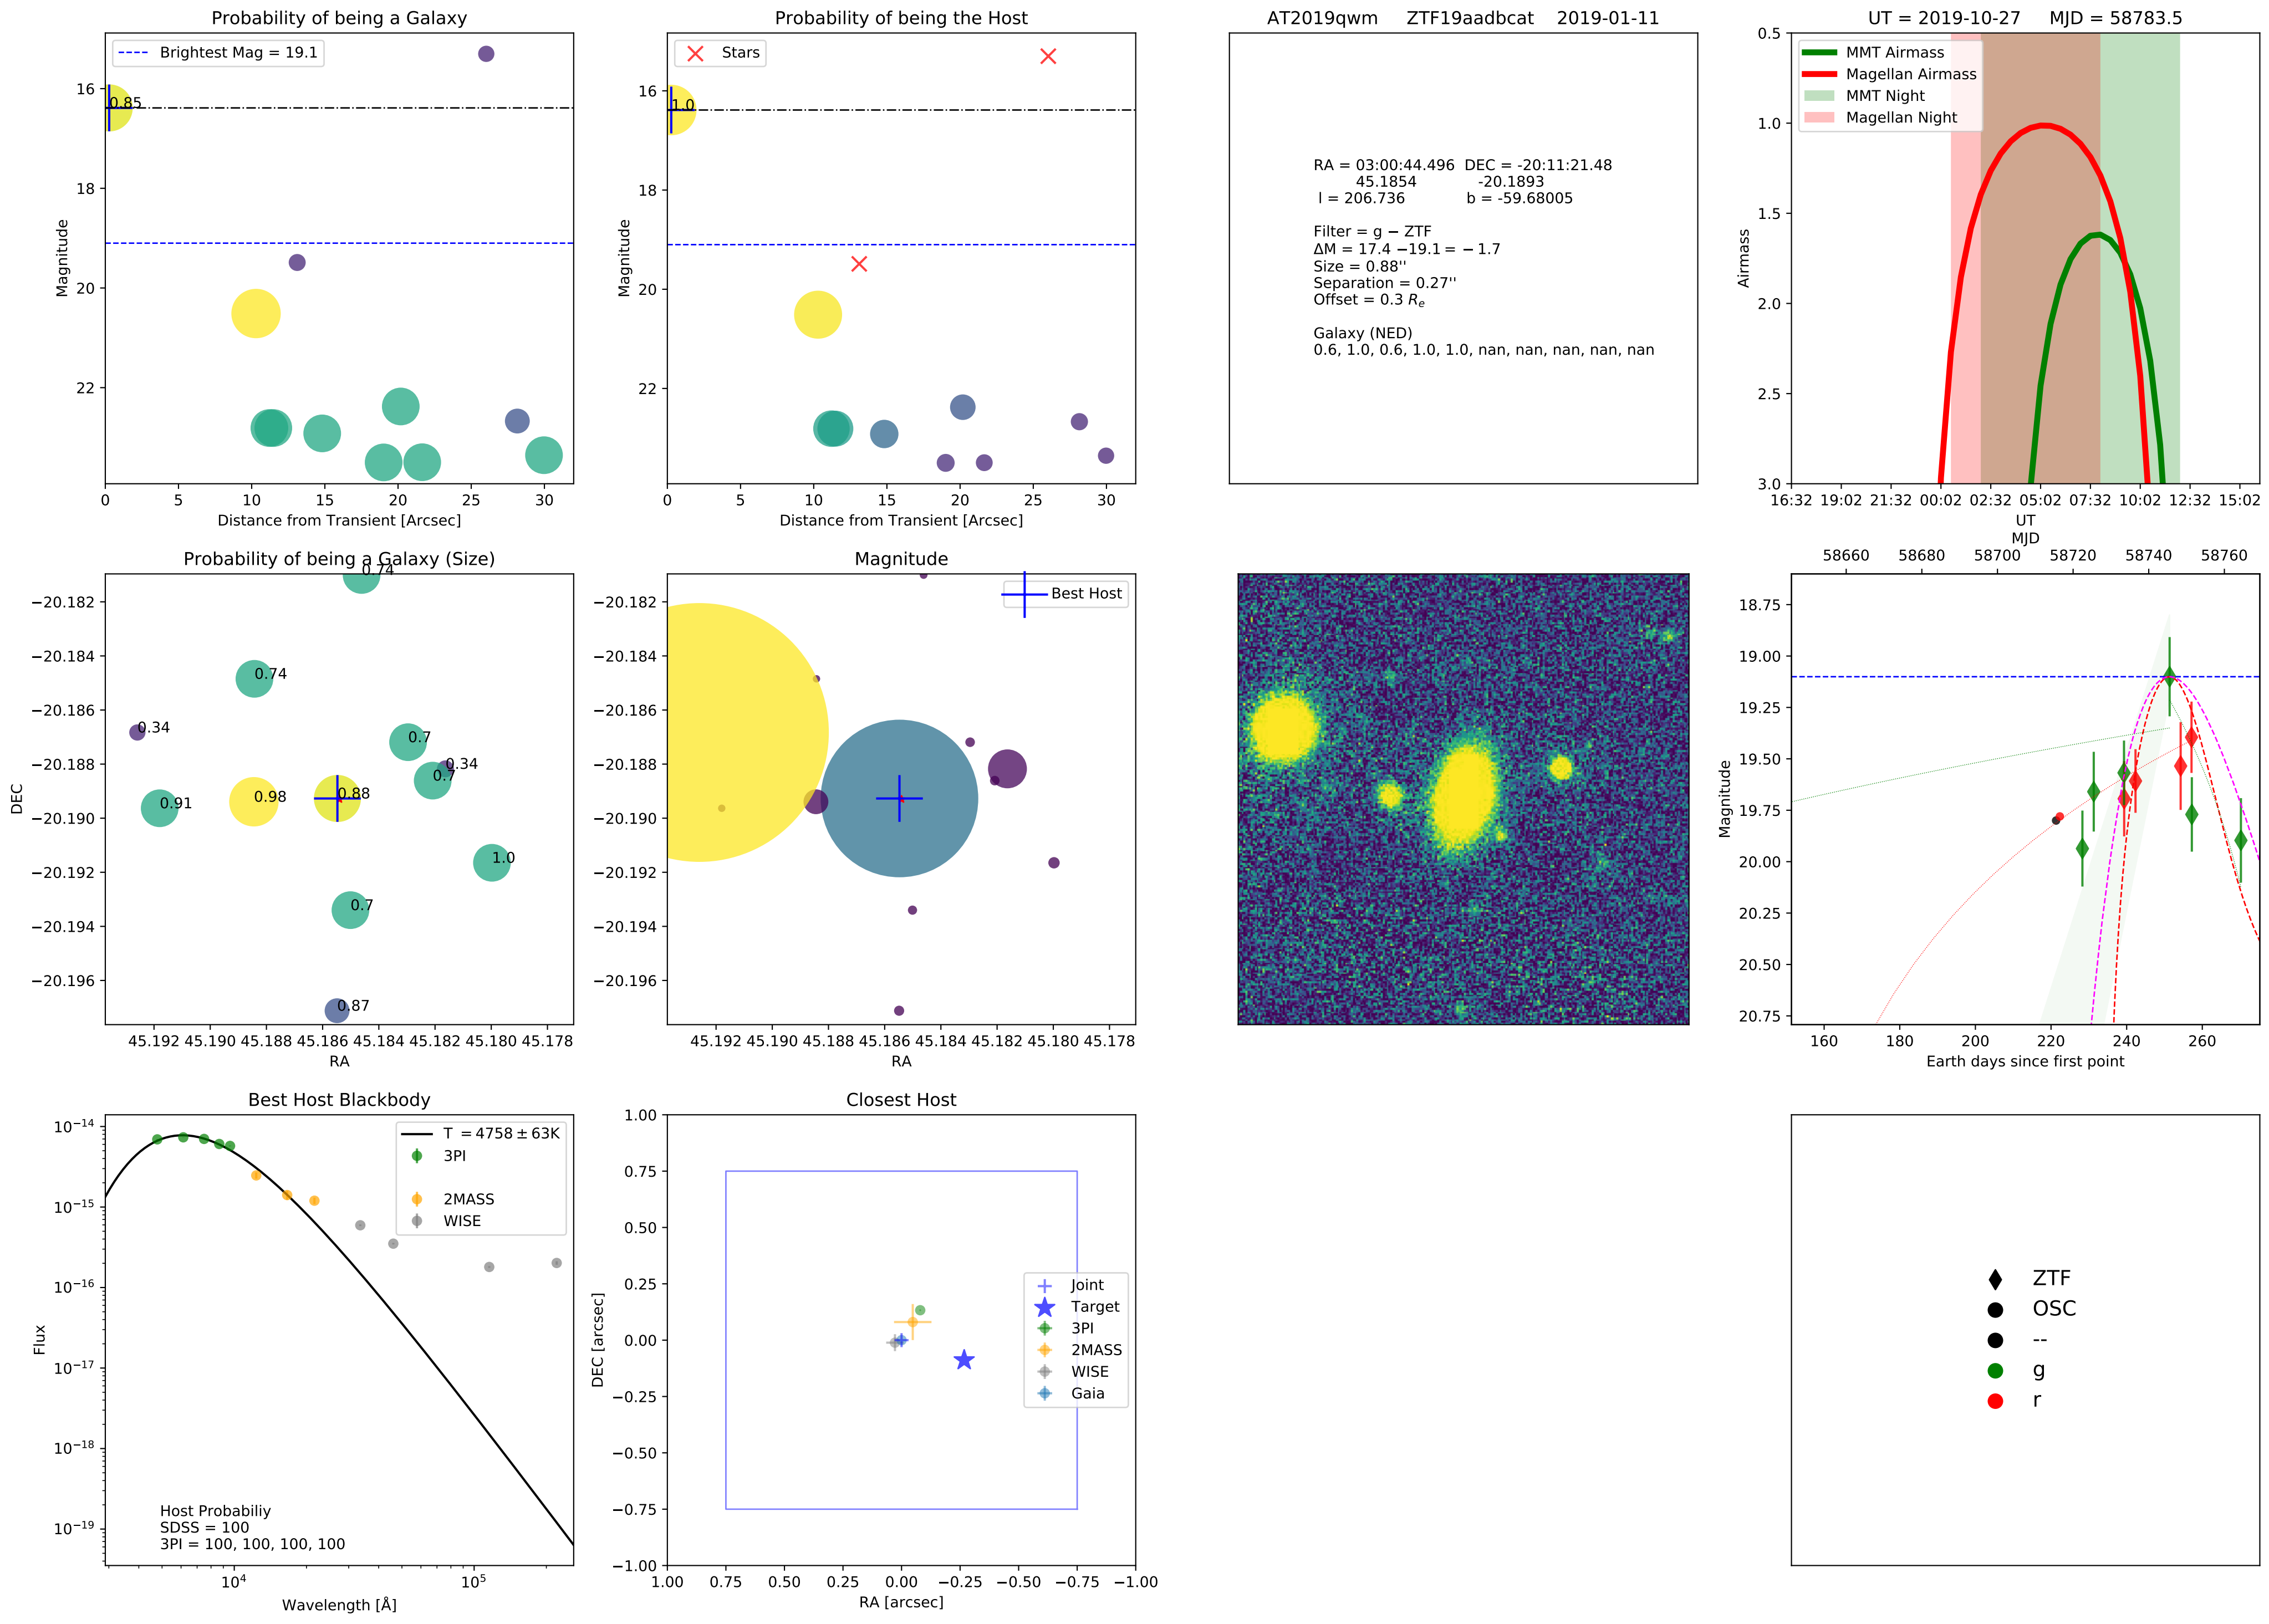 Probability of being a Galaxy
Brightest Mag = 19.1
0.85
16
18
20
22
Magnitude
0 5 10 15 20 25 30
Distance from Transient [Arcsec]
Probability of being the Host
Stars
1.0
16
18
20
22
Magnitude
0 5 10 15 20 25 30
Distance from Transient [Arcsec]
AT2019qwm ZTF19aadbcat 2019-01-11
RA = 03:00:44.496 DEC = -20:11:21.48
45.1854 -20.1893
l = 206.736 b = -59.68005
Filter = g − ZTF
ΔM = 17.4 −19.1 = − 1.7
Size = 0.88''
Separation = 0.27''
Offset = 0.3 Re
Galaxy (NED)
0.6, 1.0, 0.6, 1.0, 1.0, nan, nan, nan, nan, nan
UT = 2019-10-27 MJD = 58783.5
MMT Airmass
Magellan Airmass
MMT Night
Magellan Night
0.5
1.0
1.5
2.0
2.5
3.0
Airmass
16:32 19:02 21:32 00:02 02:32 05:02 07:32 10:02 12:32 15:02
UT
Probability of being a Galaxy (Size)
0.74
0.74
0.34
0.7
0.34
0.7
0.91
0.98
0.88
1.0
0.7
0.87
−20.182
−20.184
−20.186
−20.188
−20.190
−20.192
−20.194
−20.196
DEC
45.192 45.190 45.188 45.186 45.184 45.182 45.180 45.178
RA
Magnitude
Best Host
−20.182
−20.184
−20.186
−20.188
−20.190
−20.192
−20.194
−20.196
45.192 45.190 45.188 45.186 45.184 45.182 45.180 45.178
RA
MJD
58660 58680 58700 58720 58740 58760
18.75
19.00
19.25
19.50
19.75
20.00
20.25
20.50
20.75
Magnitude
160 180 200 220 240 260
Earth days since first point
Best Host Blackbody
T = 4758 ± 63K
3PI
2MASS
WISE
10−14
10−15
10−16
10−17
10−18
10−19
Flux
Host Probabiliy
SDSS = 100
3PI = 100, 100, 100, 100
104 105
Wavelength [Å]
Closest Host
1.00
0.75
0.50
0.25
0.00
−0.25
−0.50
−0.75
−1.00
DEC [arcsec]
Joint
Target
3PI
2MASS
WISE
Gaia
1.00 0.75 0.50 0.25 0.00 −0.25 −0.50 −0.75 −1.00
RA [arcsec]
ZTF
OSC
--
g
r